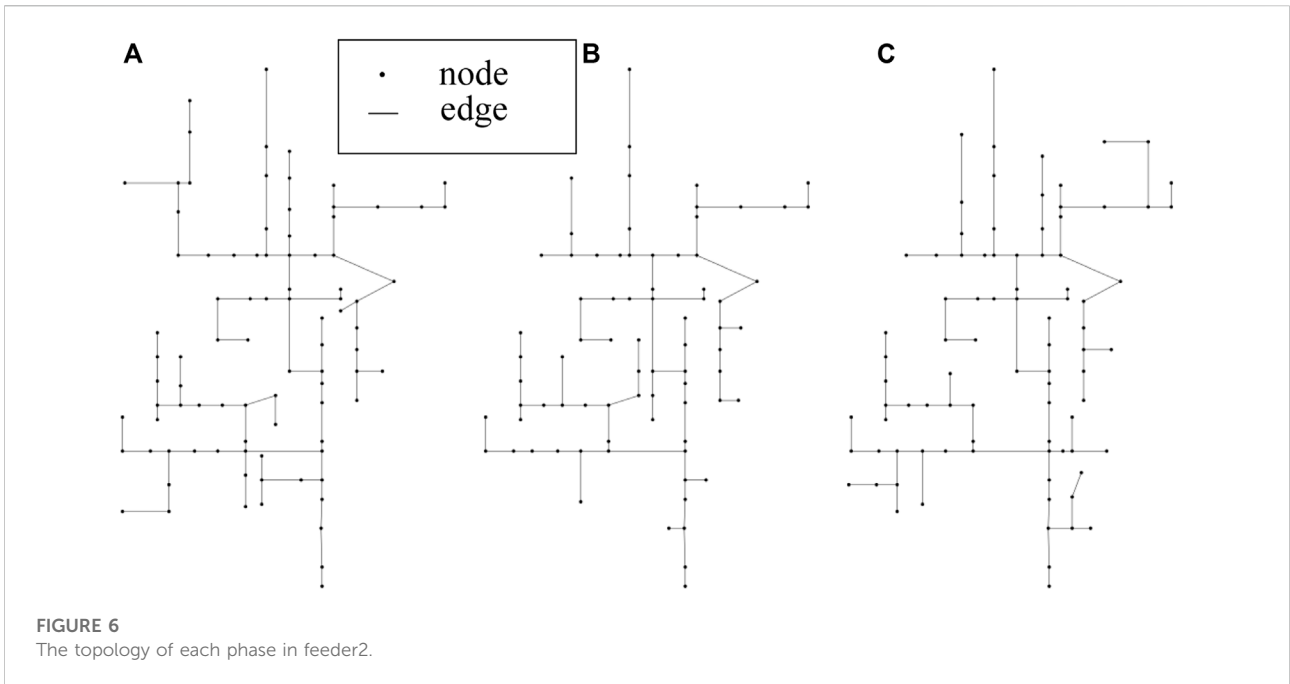 A
B
C
node
edge
FIGURE 6
The topology of each phase in feeder2.